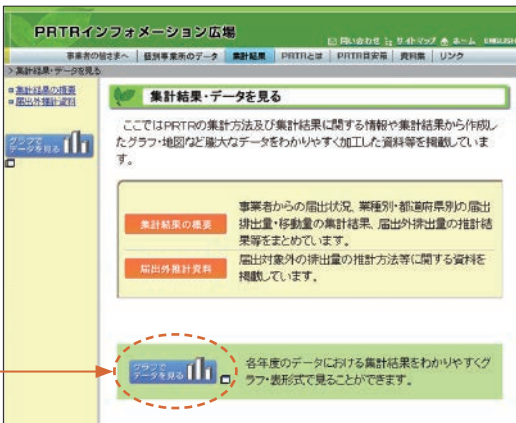 PRTRインフォメーション広場
問い合わせ サイトマップ ホーム ENGLISH
事業者の皆さまへ 個別事業所のデータ 集計結果 PRTRとは PRTR目安箱 資料集 リンク
> 集計結果・データを見る
集計結果の概要
届出外推計資料
グラフで
データを見る
集計結果・データを見る
ここではPRTRの集計方法及び集計結果に関する情報や集計結果から作成し
たグラフ・地図など膨大なデータをわかりやすく加工した資料等を掲載していま
す。
集計結果の概要
事業者からの届出状況、業種別・都道府県別の届出
排出量・移動量の集計結果、届出外排出量の推計結
果等をまとめています。
届出外推計資料
届出対象外の排出量の推計方法等に関する資料を
掲載しています。
グラフで
データを見る
各年度のデータにおける集計結果をわかりやすくグ
ラフ・表形式で見ることができます。